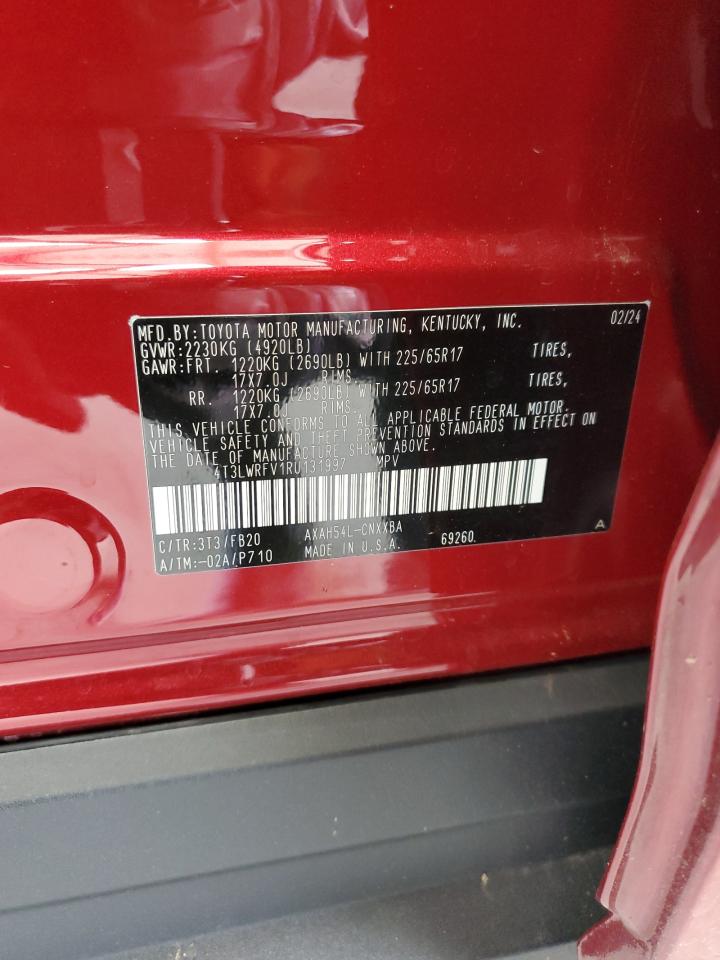 MFD.BY:TOYOTA MOTOR MANUFACTURING, KENTUCKY, INC. 02/24
GVWR:2230KG (4920LB)
GAWR:FRT. 1220KG (2690LB) WITH 225/65R17 TIRES,
17X7.0J RIMS.
RR. 1220KG (2690LB) WITH 225/65R17 TIRES,
17X7.0J RIMS.
THIS VEHICLE CONFORMS TO ALL APPLICABLE FEDERAL MOTOR
VEHICLE SAFETY AND THEFT PREVENTION STANDARDS IN EFFECT ON
THE DATE OF MANUFACTURE SHOWN ABOVE.
4T3LWRFV1RU131997 MPV
C/TR:3T3/FB20 AXAH54L-CNXXBA A
A/TM:-02A/P710 MADE IN U.S.A. 69260